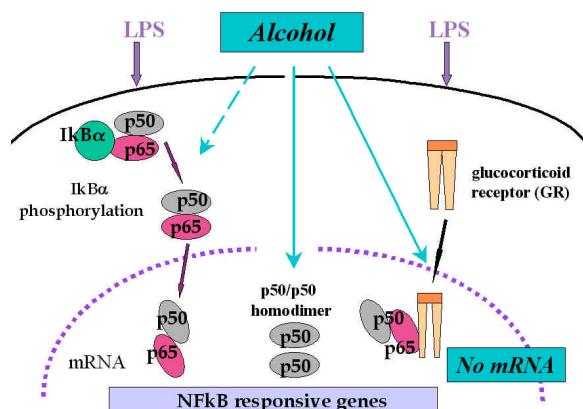 LPS
Alcohol
LPS
p50
IkBα
p65
IkBα
phosphorylation
p50
p65
glucocorticoid
receptor (GR)
p50/p50
homodimer
p50
p65
mRNA
p50
p50
p50
p65
No mRNA
NFkB responsive genes